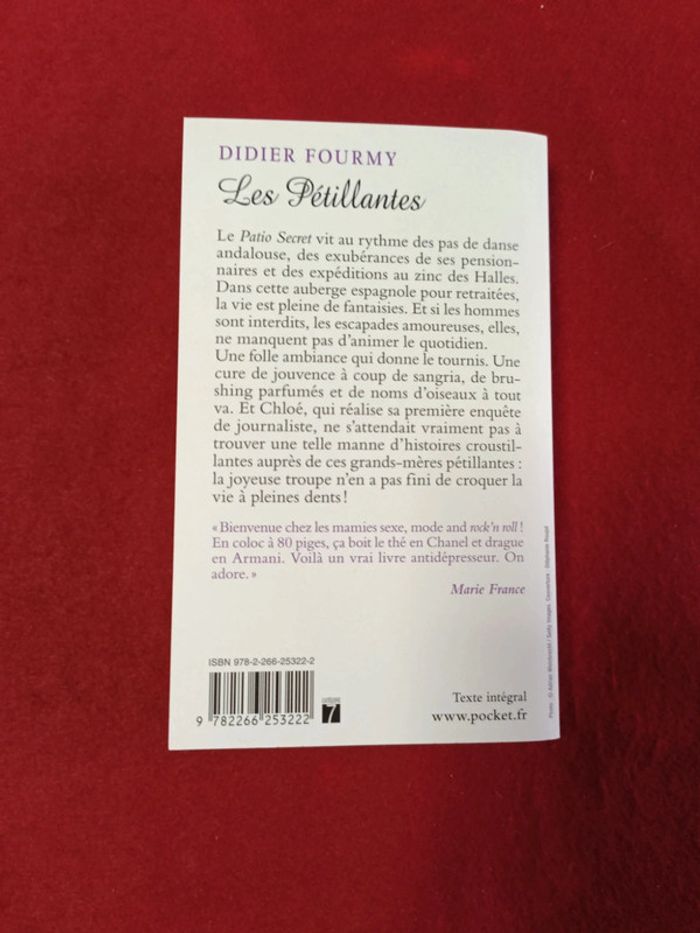 DIDIER FOURMY
Les Pétillantes
Le Patio Secret vit au rythme des pas de danse
andalouse, des exubérances de ses pension-
naires et des expéditions au zinc des Halles.
Dans cette auberge espagnole pour retraitées,
la vie est pleine de fantaisies. Et si les hommes
sont interdits, les escapades amoureuses, elles,
ne manquent pas d'animer le quotidien.
Une folle ambiance qui donne le tournis. Une
cure de jouvence à coup de sangria, de bru-
shing parfumés et de noms d'oiseaux à tout
va. Et Chloé, qui réalise sa première enquête
de journaliste, ne s'attendait vraiment pas à
trouver une telle manne d'histoires croustil-
lantes auprès de ces grands-mères pétillantes :
la joyeuse troupe n'en a pas fini de croquer la
vie à pleines dents !
« Bienvenue chez les mamies sexe, mode and rock'n roll !
En coloc à 80 piges, ça boit le thé en Chanel et drague
en Armani. Voilà un vrai livre antidépresseur. On
adore. »
Marie France
ISBN 978-2-266-25322-2
9 782266 253222
7
Texte intégral
www.pocket.fr